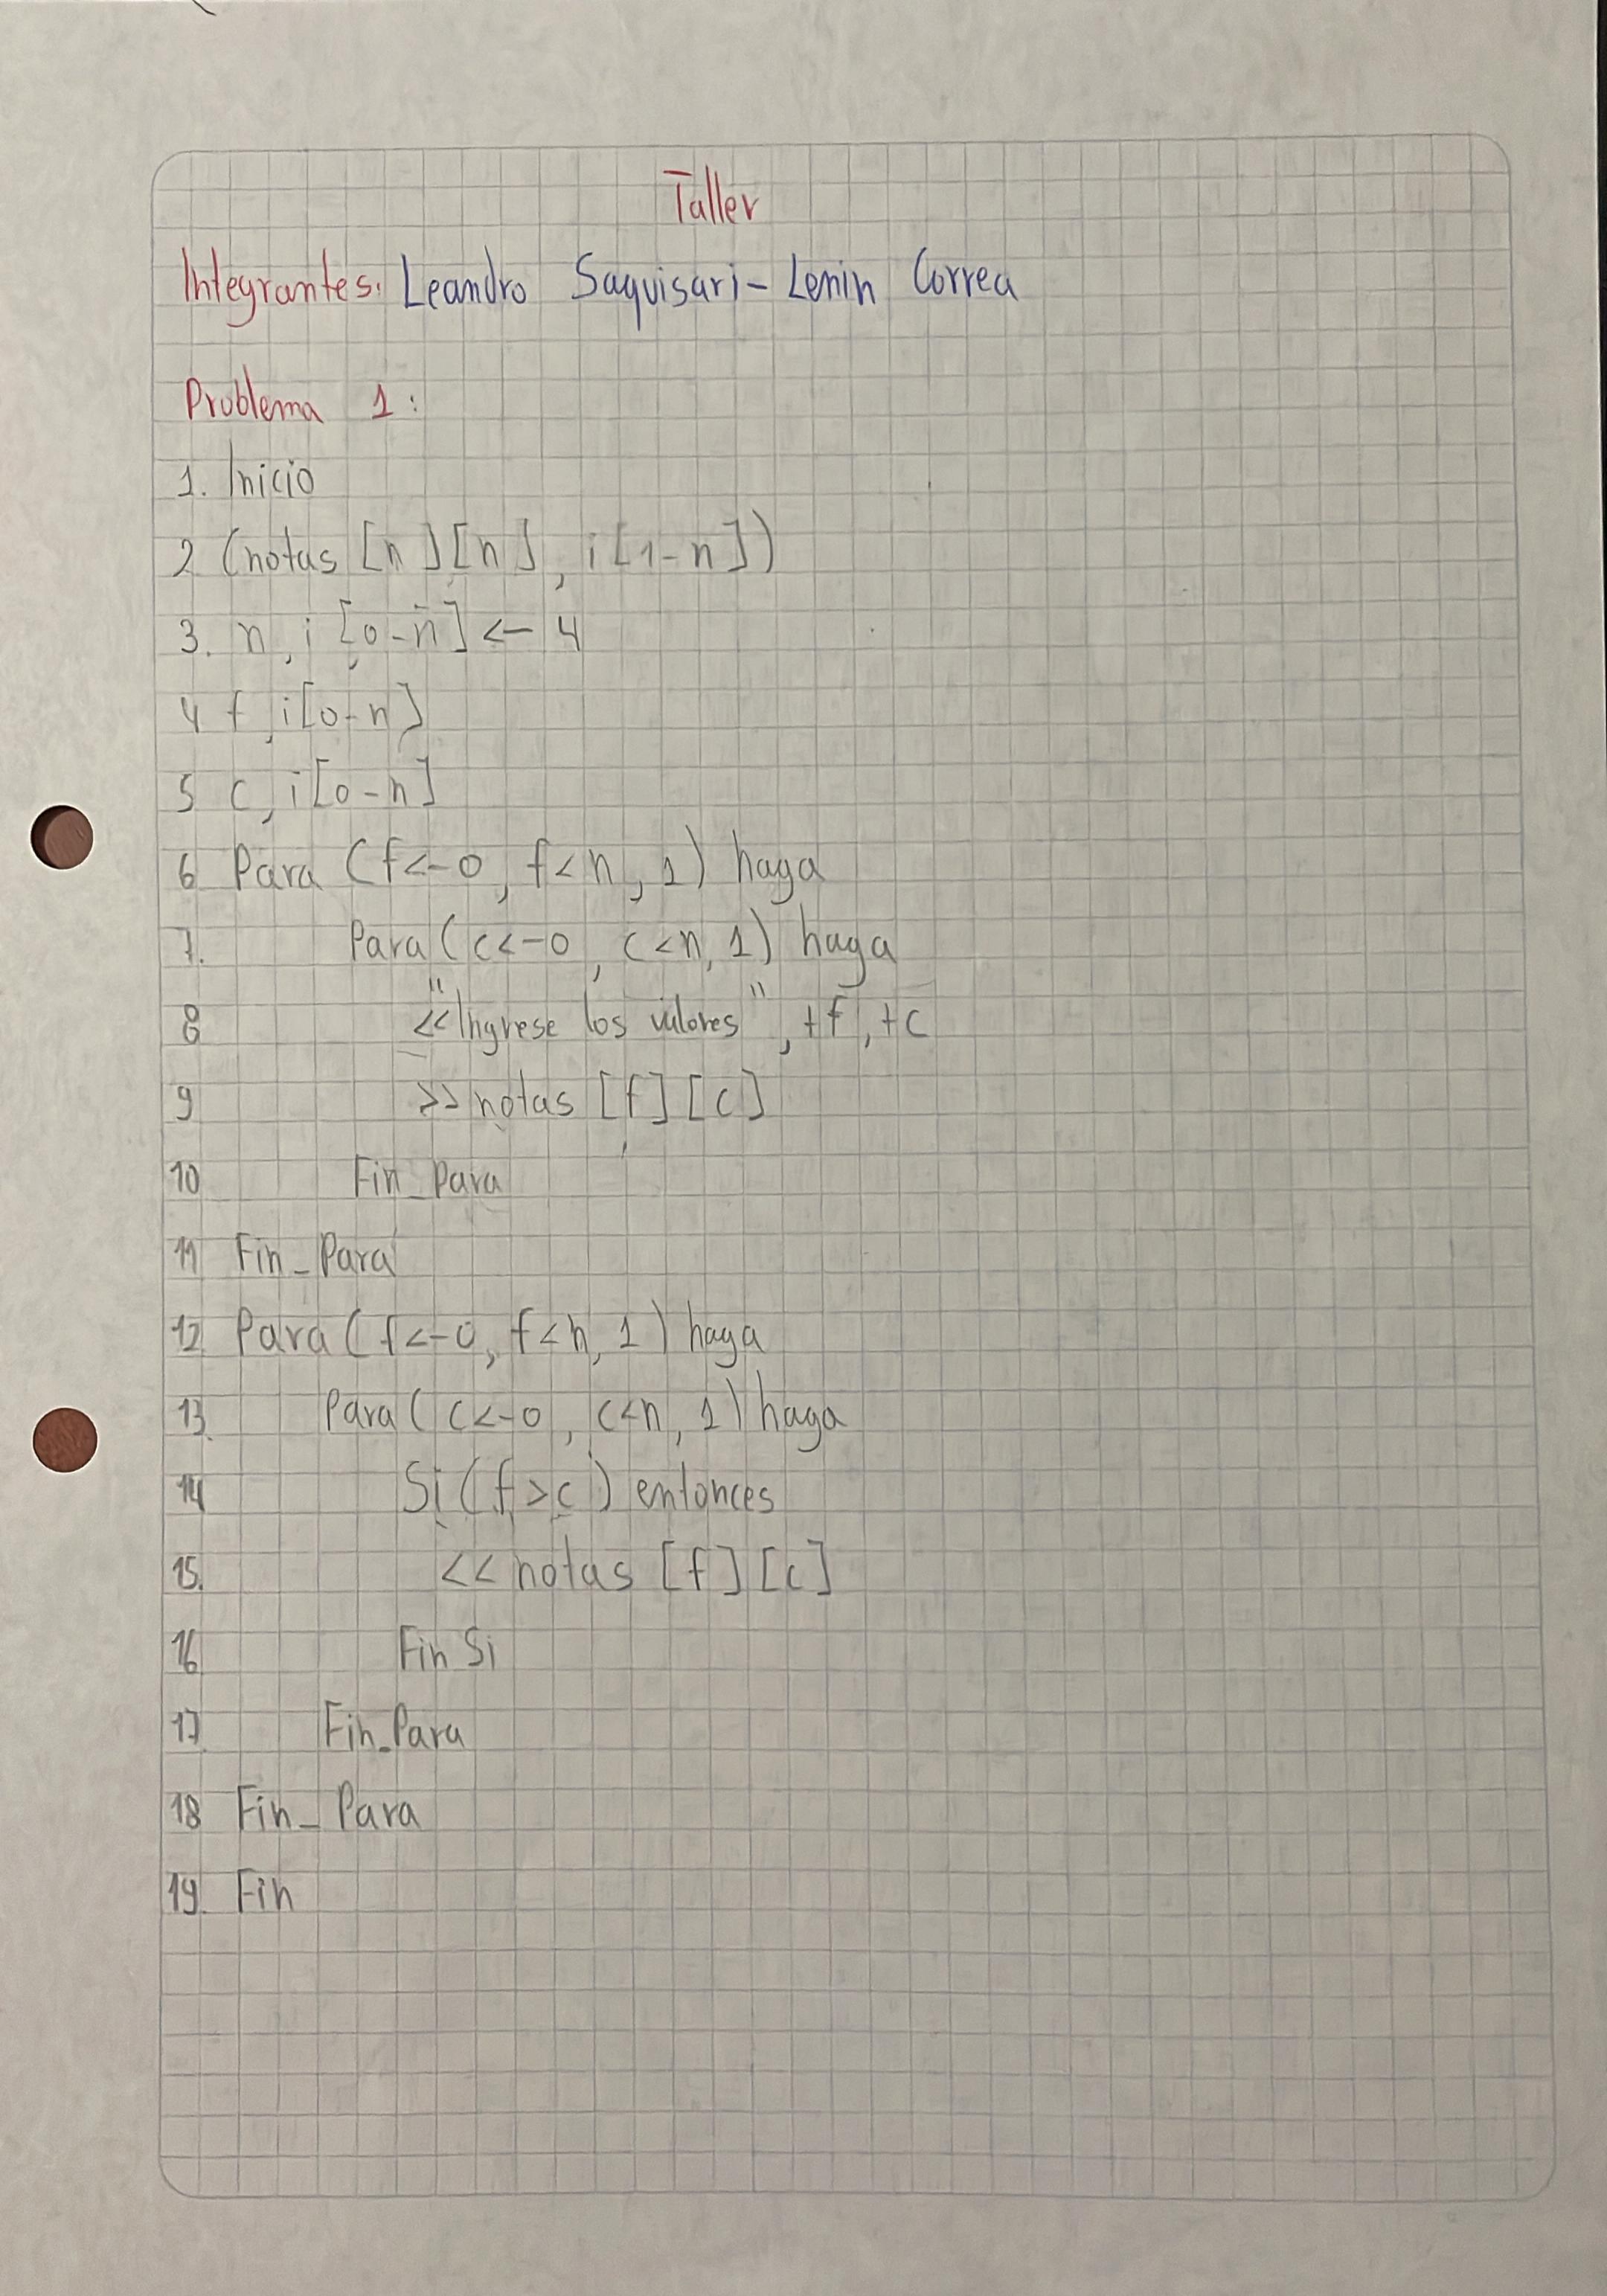 Taller
Integrantes: Leandro Saquisari - Lenin Correa
Problema 1:
1. Inicio
2 (notas [n][n], i[1-n])
3. n, i [0-n] <- 4
4 f, i[0-n]
5 c, i[0-n]
6 Para (f<-0, f<n, 1) haga
7. Para (c<-0, c<n, 1) haga
8 <<"Ingrese los valores", +f, +c
9 >> notas [f][c]
10 Fin_Para
11 Fin_Para
12 Para (f<-0, f<n, 1) haga
13. Para (c<-0, c<n, 1) haga
14 Si (f>c) entonces
15. << notas [f][c]
16 Fin Si
17 Fin_Para
18 Fin_Para
19. Fin